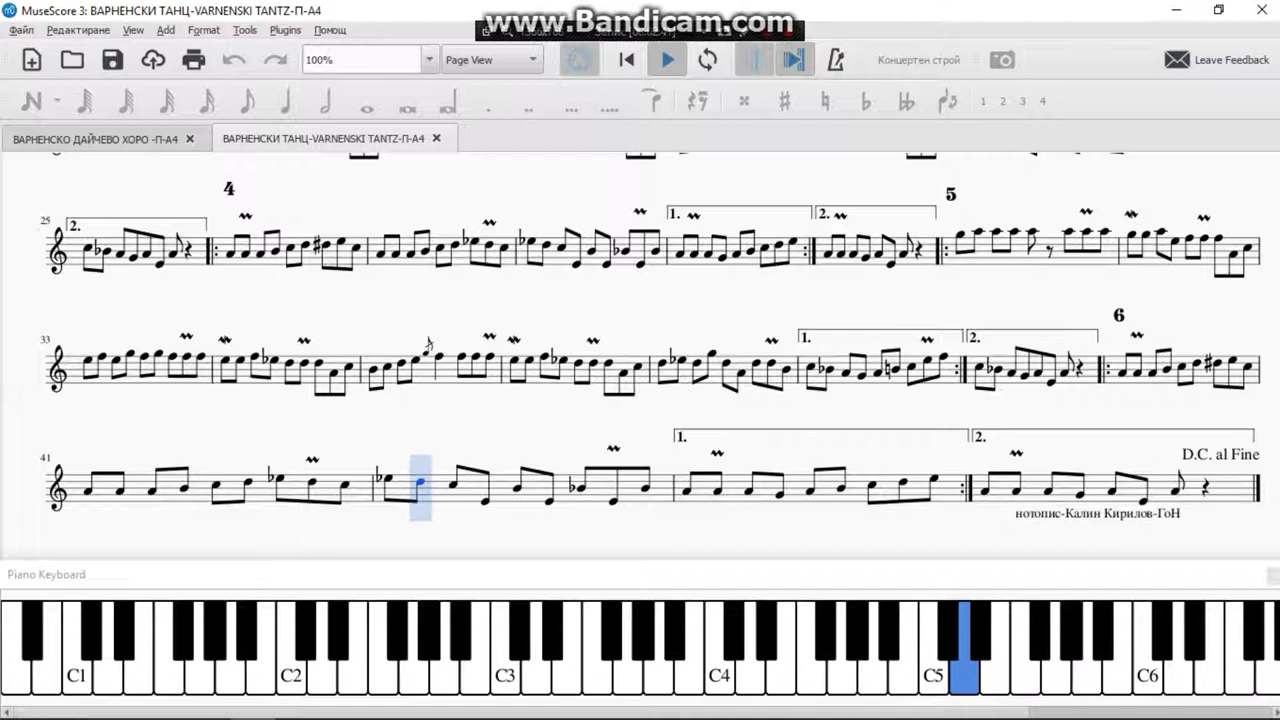 MuseScore 3: ВАРНЕНСКИ ТАНЦ-VARNENSKI TANTZ-П-А4
www.Bandicam.com
Файл Редактиране View Add Format Tools Plugins Помощ
100% Page View Концертен строй Leave Feedback
1 2 3 4
ВАРНЕНСКО ДАЙЧЕВО ХОРО -П-А4 ВАРНЕНСКИ ТАНЦ-VARNENSKI TANTZ-П-А4
4 5
25 2. 1. 2.
6
33 1. 2.
41 1. 2.
D.C. al Fine
нотопис-Калин Кирилов-ГоН
Piano Keyboard
C1 C2 C3 C4 C5 C6